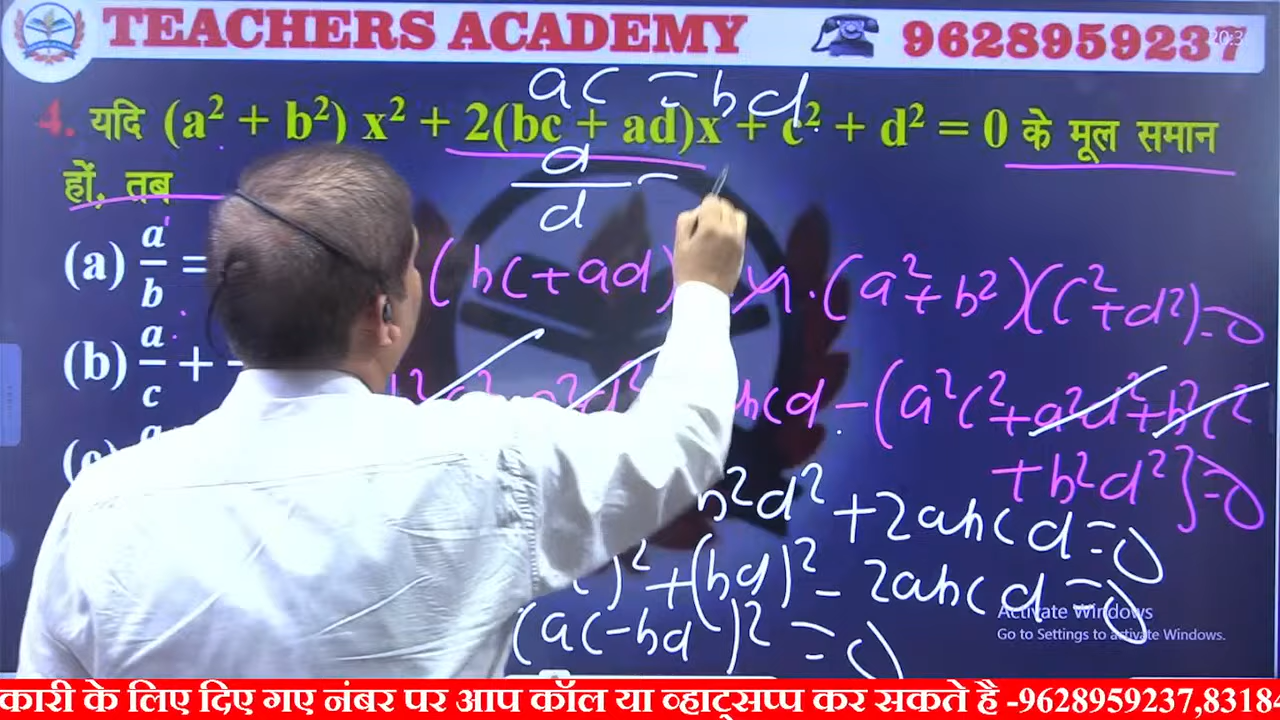 TEACHERS ACADEMY 9628959237
20:3
ac = bd
4. यदि (a² + b²) x² + 2(bc + ad)x + c² + d² = 0 के मूल समान
हों, तब
a/d =
(a) a/b =
(bc+ad) (a²+b²)(c²+d²)=0
(b) a/c +
bcd -(a²c²+a²d²+b²c²
+b²d²}=0
b²d² +2abcd=0
)²+(bd)²- 2abcd=0
(ac-bd)²=0
Activate Windows
Go to Settings to activate Windows.
कारी के लिए दिए गए नंबर पर आप कॉल या व्हाट्सप्प कर सकते है -9628959237,8318